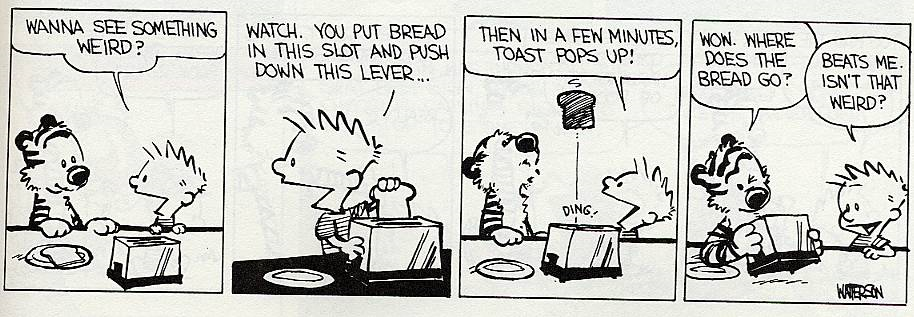 WANNA SEE SOMETHING
WEIRD?
WATCH. YOU PUT BREAD
IN THIS SLOT AND PUSH
DOWN THIS LEVER...
THEN IN A FEW MINUTES,
TOAST POPS UP!
DING!
WOW. WHERE
DOES THE
BREAD GO?
BEATS ME.
ISN'T THAT
WEIRD?
WATTERSON